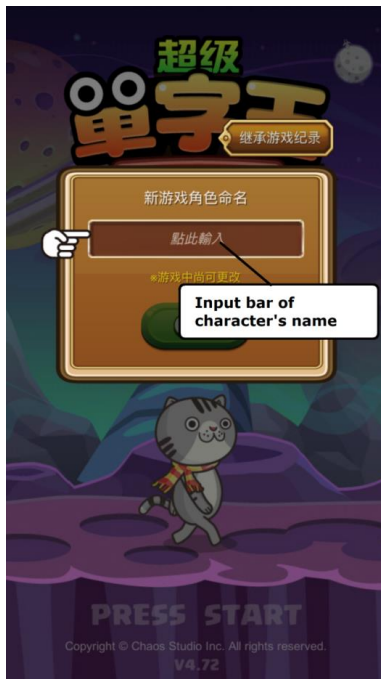 超级
單字王
继承游戏纪录
新游戏角色命名
點此輸入
※游戏中尚可更改
Input bar of
character's name
PRESS START
Copyright © Chaos Studio Inc. All rights reserved.
V4.72